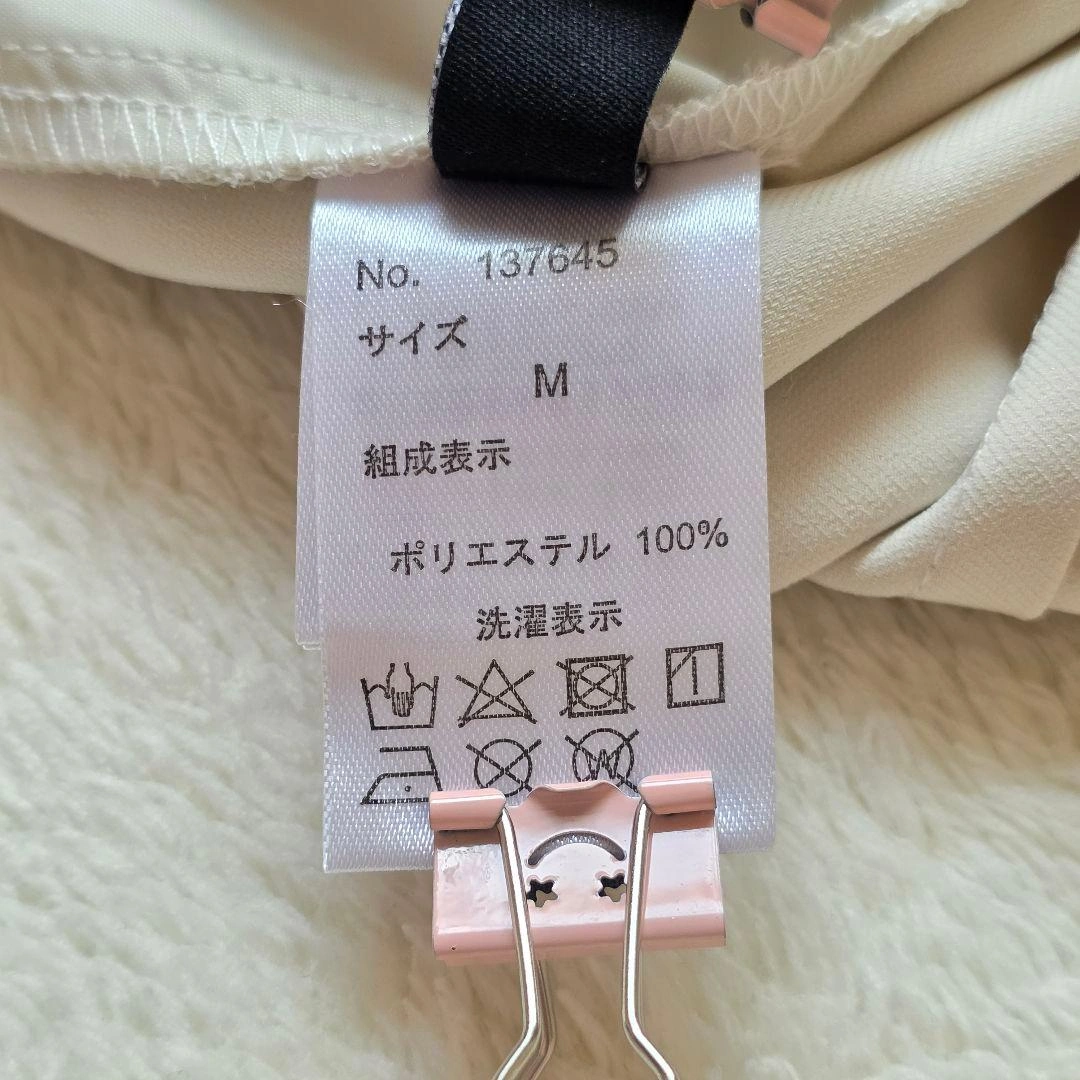 No. 137645
サイズ
M
組成表示
ポリエステル 100%
洗濯表示
W